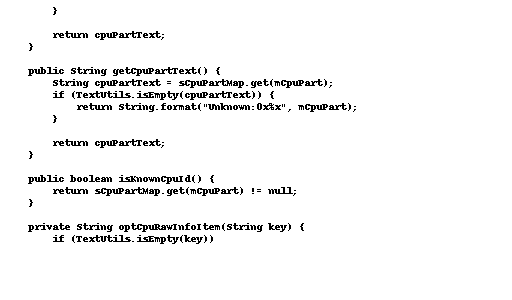 }
return cpuPartText;
}
public String getCpuPartText() {
String cpuPartText = sCpuPartMap.get(mCpuPart);
if (TextUtils.isEmpty(cpuPartText)) {
return String.format("Unknown:0x%x", mCpuPart);
}
return cpuPartText;
}
public boolean isKnownCpuId() {
return sCpuPartMap.get(mCpuPart) != null;
}
private String optCpuRawInfoItem(String key) {
if (TextUtils.isEmpty(key))